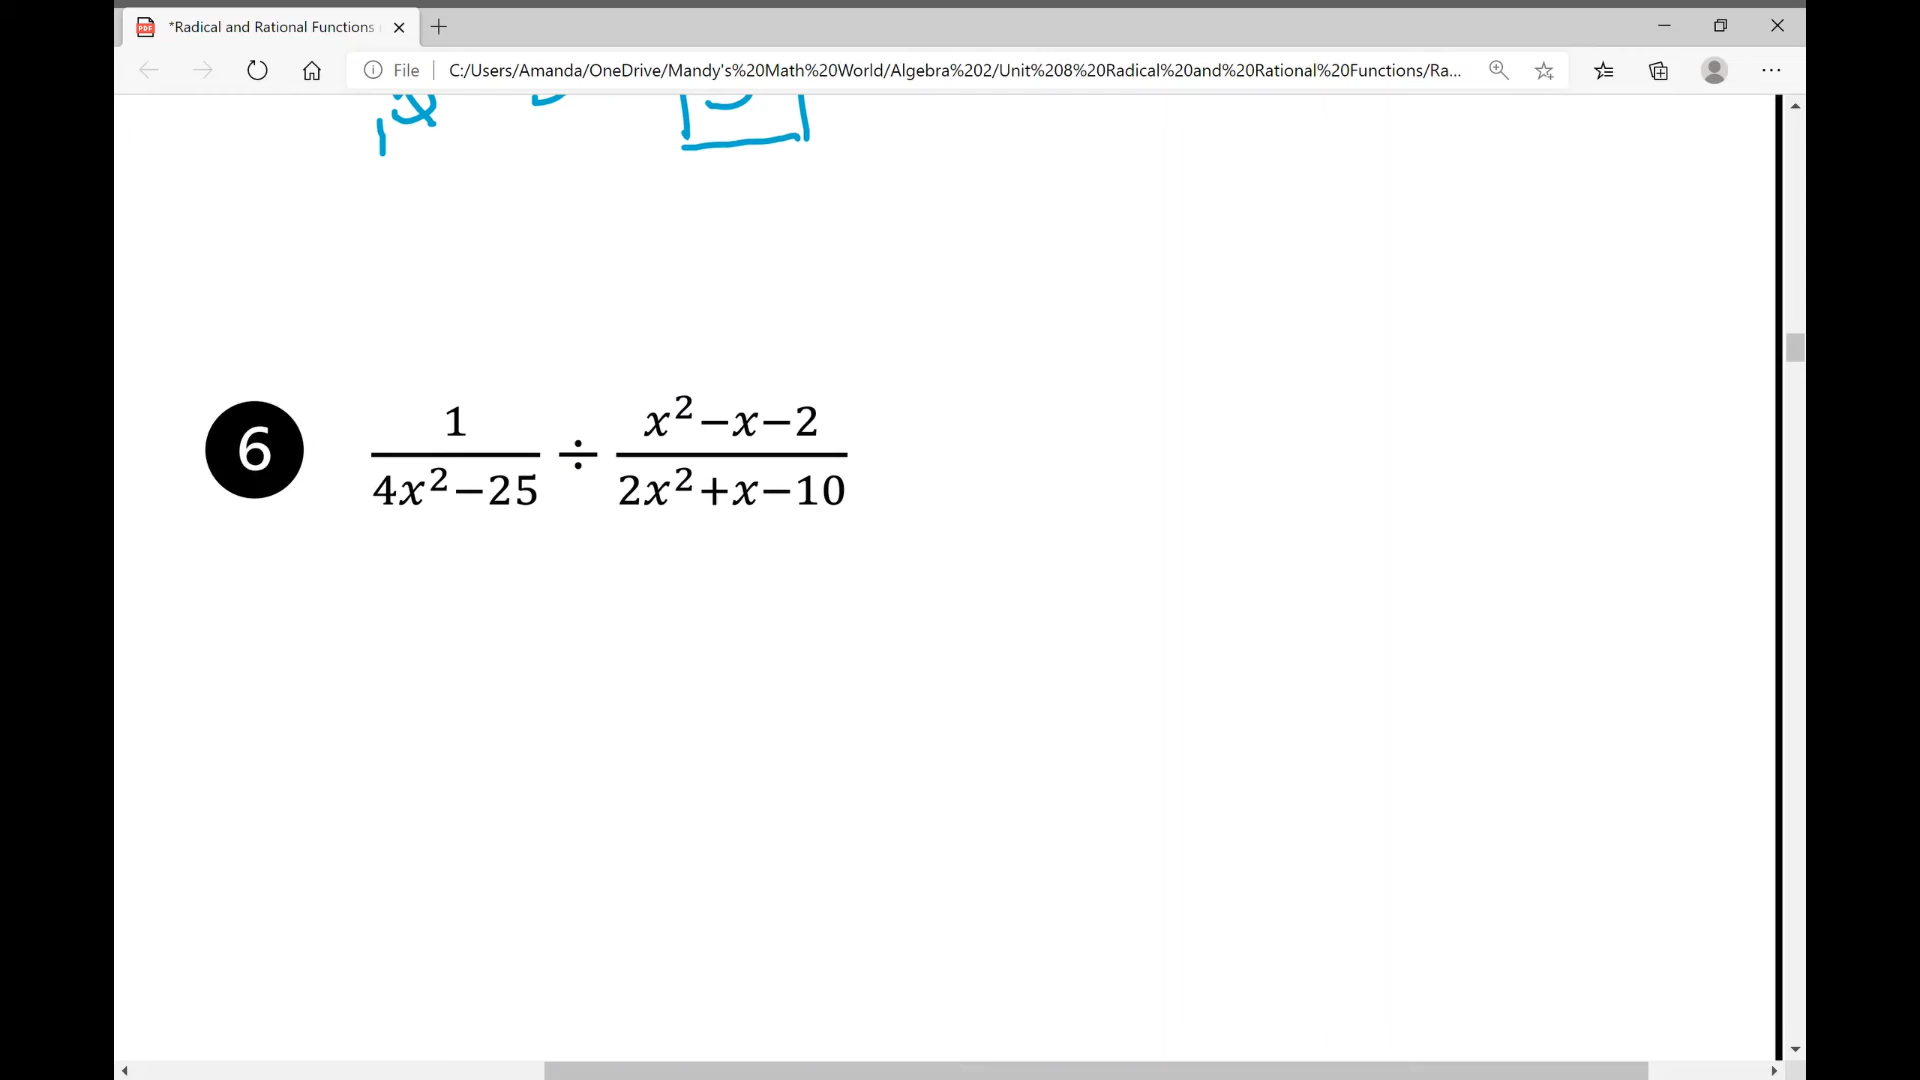 *Radical and Rational Functions
File
C:/Users/Amanda/OneDrive/Mandy's%20Math%20World/Algebra%202/Unit%208%20Radical%20and%20Rational%20Functions/Ra...
6
1/(4x²−25) ÷ (x²−x−2)/(2x²+x−10)